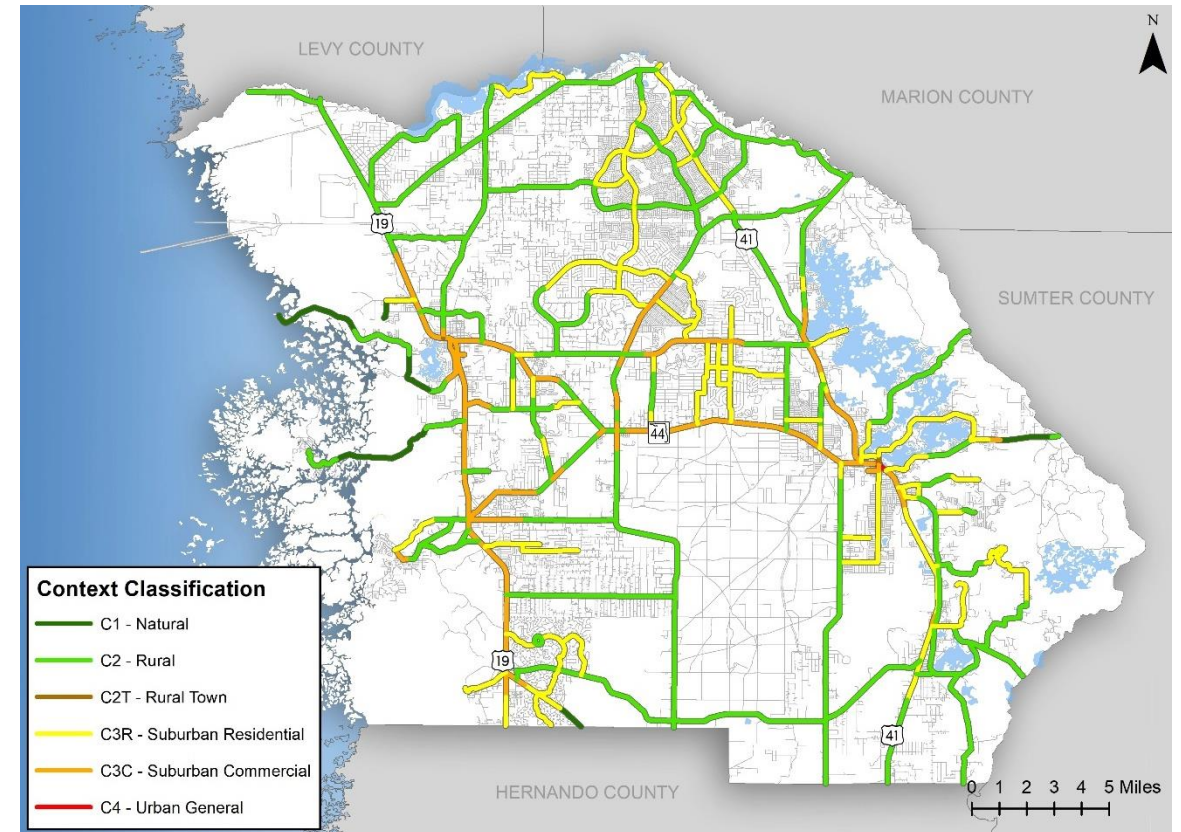 N
LEVY COUNTY
MARION COUNTY
19
41
SUMTER COUNTY
44
Context Classification
C1 - Natural
C2 - Rural
C2T - Rural Town
C3R - Suburban Residential
C3C - Suburban Commercial
C4 - Urban General
19
41
HERNANDO COUNTY
0 1 2 3 4 5 Miles